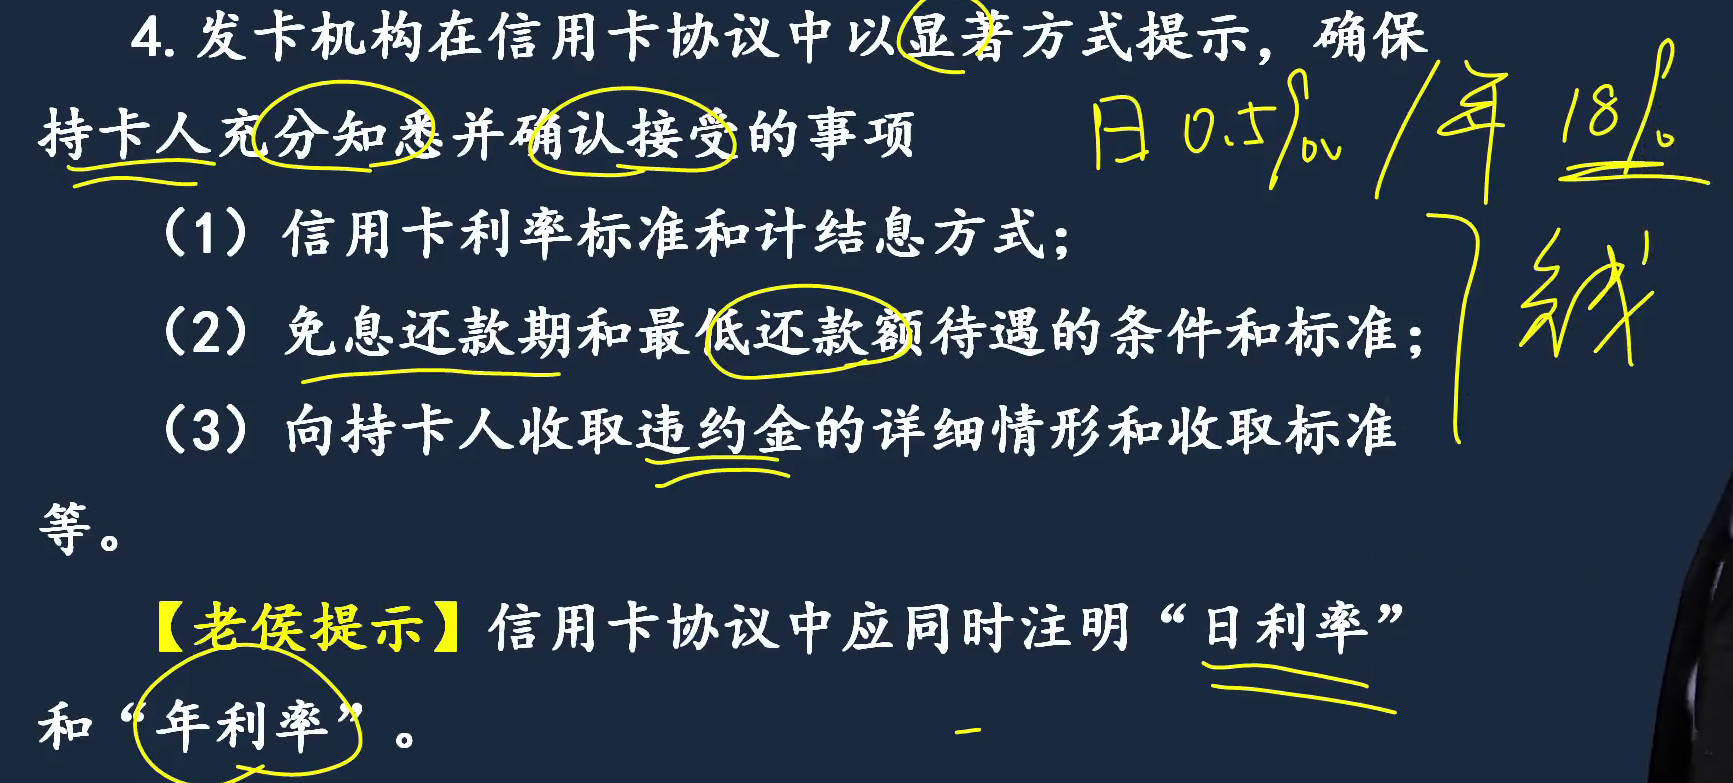 4. 发卡机构在信用卡协议中以显著方式提示，确保
持卡人充分知悉并确认接受的事项
日 0.5‱ / 年 18%
（1）信用卡利率标准和计结息方式；
（2）免息还款期和最低还款额待遇的条件和标准；
（3）向持卡人收取违约金的详细情形和收取标准
等。
【老侯提示】信用卡协议中应同时注明“日利率”
和“年利率”。